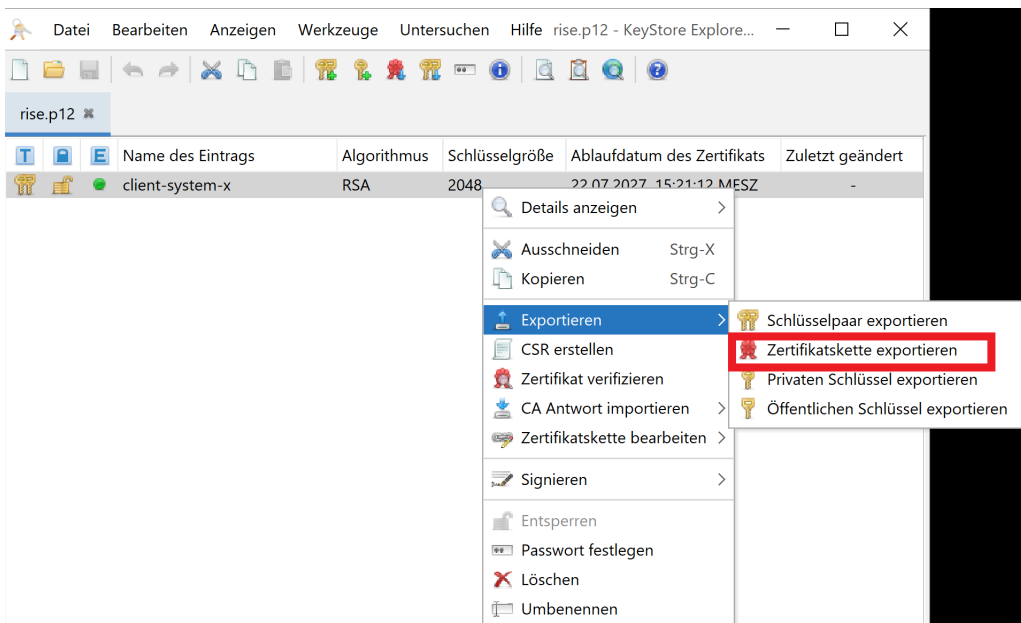 Datei Bearbeiten Anzeigen Werkzeuge Untersuchen Hilfe rise.p12 - KeyStore Explore...
rise.p12
T E Name des Eintrags Algorithmus Schlüsselgröße Ablaufdatum des Zertifikats Zuletzt geändert
client-system-x RSA 2048 22.07.2027, 15:21:12 MESZ -
Details anzeigen
Ausschneiden Strg-X
Kopieren Strg-C
Exportieren Schlüsselpaar exportieren
CSR erstellen Zertifikatskette exportieren
Zertifikat verifizieren Privaten Schlüssel exportieren
CA Antwort importieren Öffentlichen Schlüssel exportieren
Zertifikatskette bearbeiten
Signieren
Entsperren
Passwort festlegen
Löschen
Umbenennen